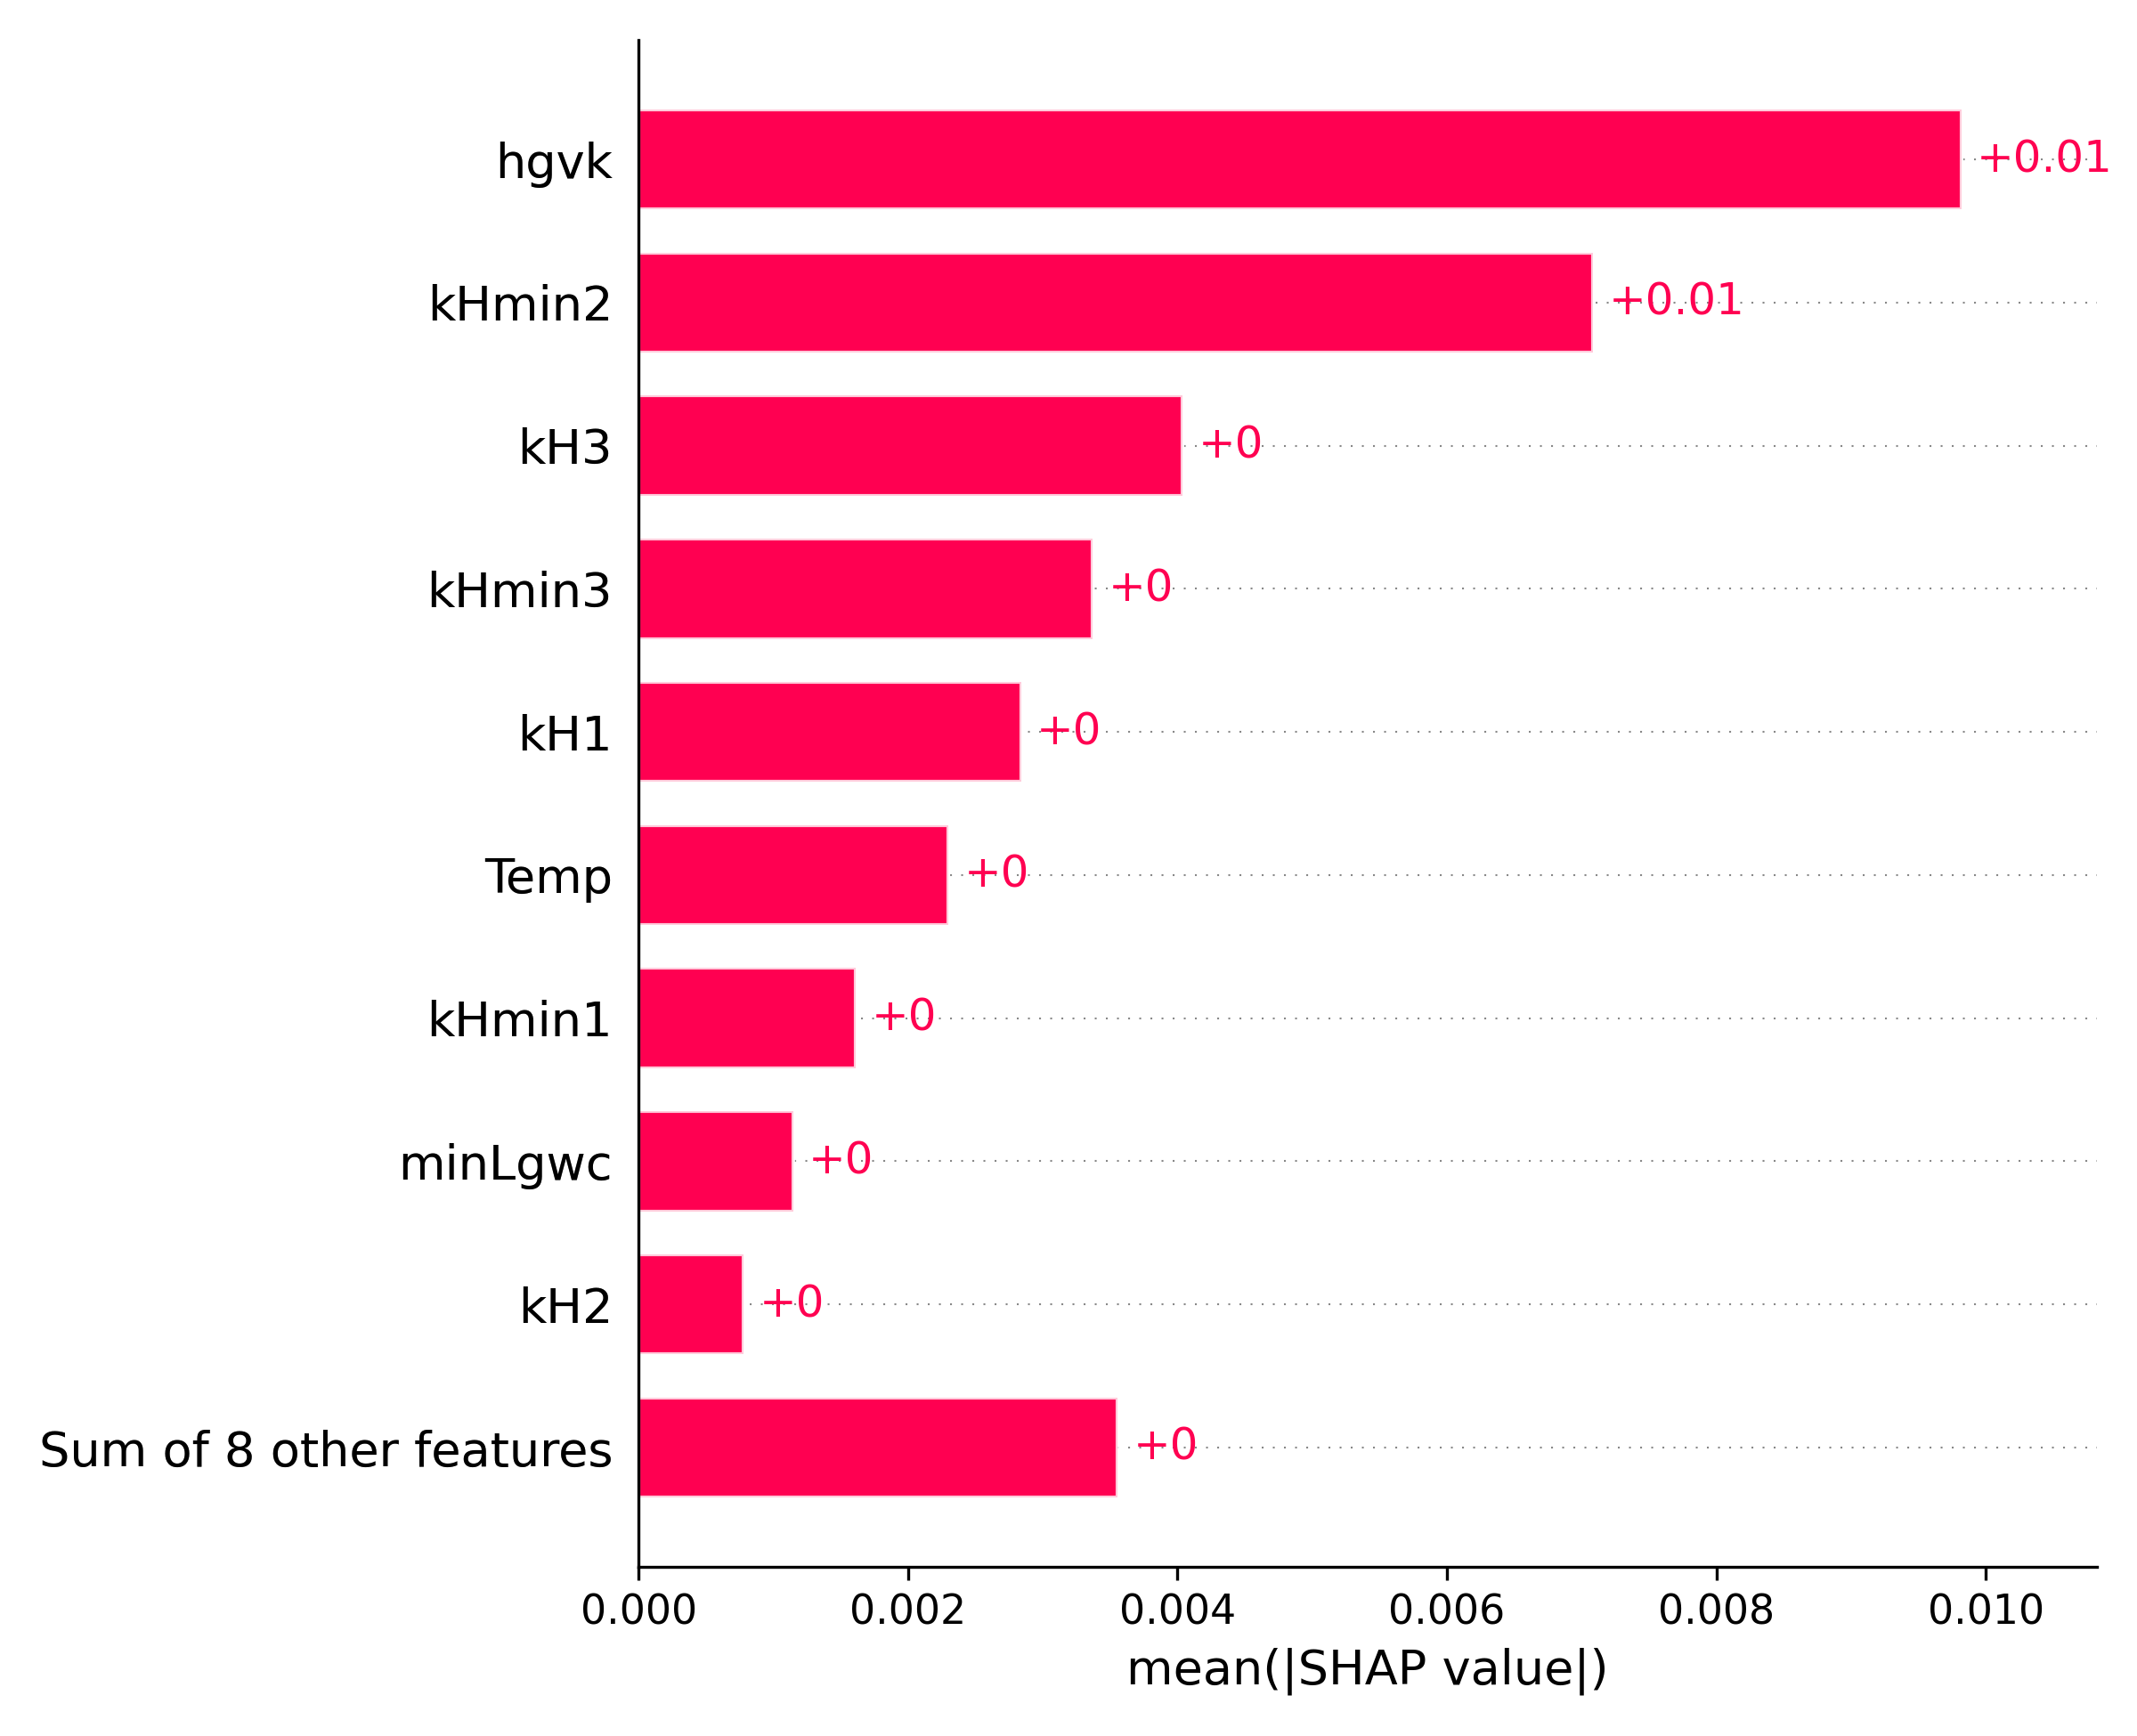 hgvk +0.01
kHmin2 +0.01
kH3 +0
kHmin3 +0
kH1 +0
Temp +0
kHmin1 +0
minLgwc +0
kH2 +0
Sum of 8 other features +0
0.000 0.002 0.004 0.006 0.008 0.010
mean(|SHAP value|)